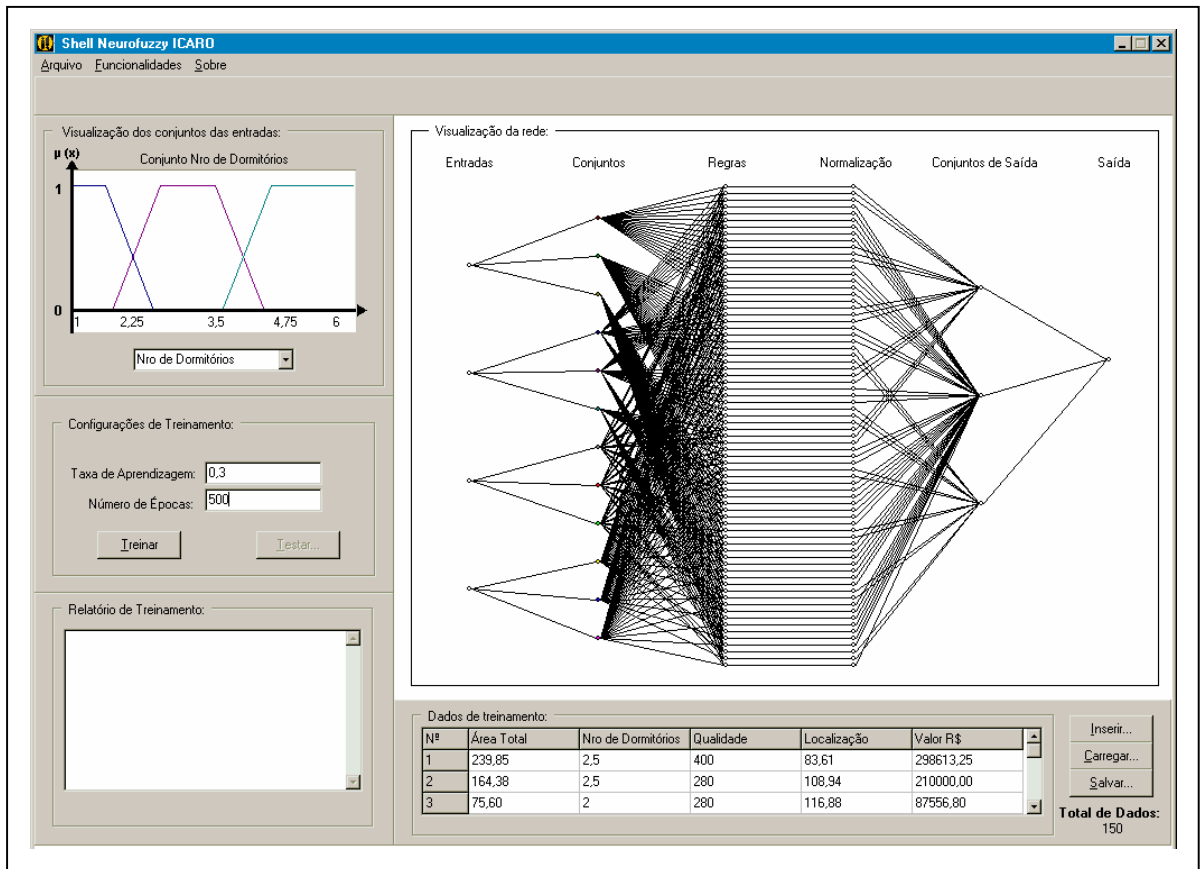 Shell Neurofuzzy ICARO
Arquivo Funcionalidades Sobre
Visualização dos conjuntos das entradas:
μ (x)
Conjunto Nro de Dormitórios
1
0
1 2,25 3,5 4,75 6
Nro de Dormitórios
Configurações de Treinamento:
Taxa de Aprendizagem: 0,3
Número de Épocas: 500
Treinar Testar...
Relatório de Treinamento:
Visualização da rede:
Entradas Conjuntos Regras Normalização Conjuntos de Saída Saída
Dados de treinamento:
Nº Área Total Nro de Dormitórios Qualidade Localização Valor R$
1 239,85 2,5 400 83,61 298613,25
2 164,38 2,5 280 108,94 210000,00
3 75,60 2 280 116,88 87556,80
Inserir...
Carregar...
Salvar...
Total de Dados:
150